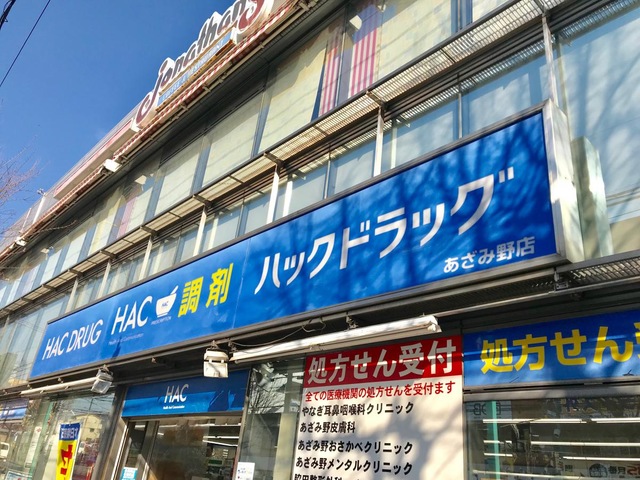 Jonathan's
HAC DRUG
HAC
調剤
ハックドラッグ
あざみ野店
HAC
処方せん受付
全ての医療機関の処方せんを受付ます
やなぎ耳鼻咽喉科クリニック
あざみ野皮膚科
あざみ野おさかべクリニック
あざみ野メンタルクリニック
処方せん